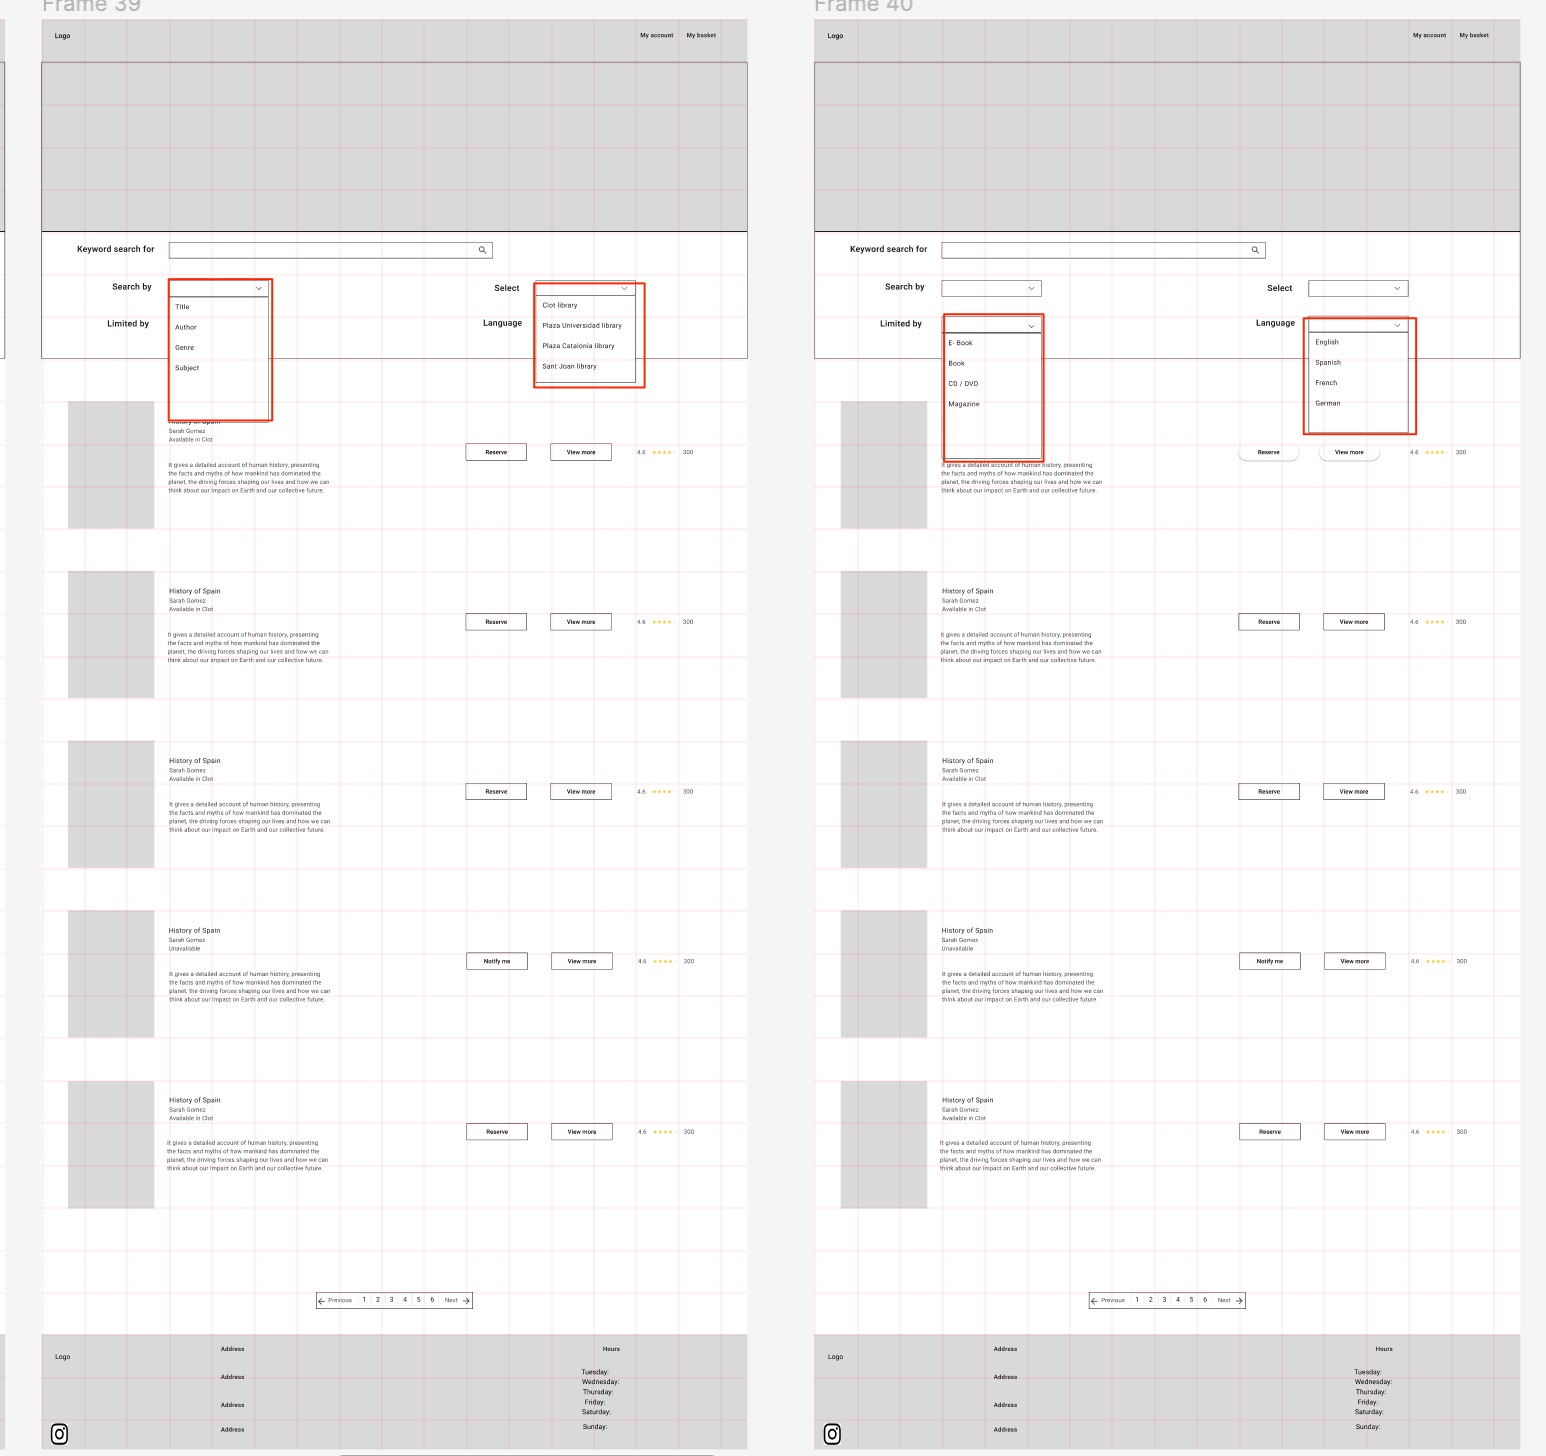 Frame 39
Logo
My account
My basket
Keyword search for
Search by
Title
Author
Genre
Subject
Select
Clot library
Plaza Universidad library
Plaza Catalonia library
Sant Joan library
Limited by
Language
History of Spain
Sarah Gomez
Available in Clot
It gives a detailed account of human history, presenting
the facts and myths of how mankind has dominated the
planet, the driving forces shaping our lives and how we can
think about our impact on Earth and our collective future.
Reserve
View more
4.6
300
History of Spain
Sarah Gomez
Available in Clot
It gives a detailed account of human history, presenting
the facts and myths of how mankind has dominated the
planet, the driving forces shaping our lives and how we can
think about our impact on Earth and our collective future.
Reserve
View more
4.6
300
History of Spain
Sarah Gomez
Available in Clot
It gives a detailed account of human history, presenting
the facts and myths of how mankind has dominated the
planet, the driving forces shaping our lives and how we can
think about our impact on Earth and our collective future.
Reserve
View more
4.6
300
History of Spain
Sarah Gomez
Unavailable
It gives a detailed account of human history, presenting
the facts and myths of how mankind has dominated the
planet, the driving forces shaping our lives and how we can
think about our impact on Earth and our collective future.
Notify me
View more
4.6
300
History of Spain
Sarah Gomez
Available in Clot
It gives a detailed account of human history, presenting
the facts and myths of how mankind has dominated the
planet, the driving forces shaping our lives and how we can
think about our impact on Earth and our collective future.
Reserve
View more
4.6
300
Previous 1 2 3 4 5 6 Next
Logo
Address
Address
Address
Address
Hours
Tuesday:
Wednesday:
Thursday:
Friday:
Saturday:
Sunday:
Frame 40
Logo
My account
My basket
Keyword search for
Search by
Select
Limited by
E- Book
Book
CD / DVD
Magazine
Language
English
Spanish
French
German
It gives a detailed account of human history, presenting
the facts and myths of how mankind has dominated the
planet, the driving forces shaping our lives and how we can
think about our impact on Earth and our collective future.
Reserve
View more
4.6
300
History of Spain
Sarah Gomez
Available in Clot
It gives a detailed account of human history, presenting
the facts and myths of how mankind has dominated the
planet, the driving forces shaping our lives and how we can
think about our impact on Earth and our collective future.
Reserve
View more
4.6
300
History of Spain
Sarah Gomez
Available in Clot
It gives a detailed account of human history, presenting
the facts and myths of how mankind has dominated the
planet, the driving forces shaping our lives and how we can
think about our impact on Earth and our collective future.
Reserve
View more
4.6
300
History of Spain
Sarah Gomez
Unavailable
It gives a detailed account of human history, presenting
the facts and myths of how mankind has dominated the
planet, the driving forces shaping our lives and how we can
think about our impact on Earth and our collective future.
Notify me
View more
4.6
300
History of Spain
Sarah Gomez
Available in Clot
It gives a detailed account of human history, presenting
the facts and myths of how mankind has dominated the
planet, the driving forces shaping our lives and how we can
think about our impact on Earth and our collective future.
Reserve
View more
4.6
300
Previous 1 2 3 4 5 6 Next
Logo
Address
Address
Address
Address
Hours
Tuesday:
Wednesday:
Thursday:
Friday:
Saturday:
Sunday: